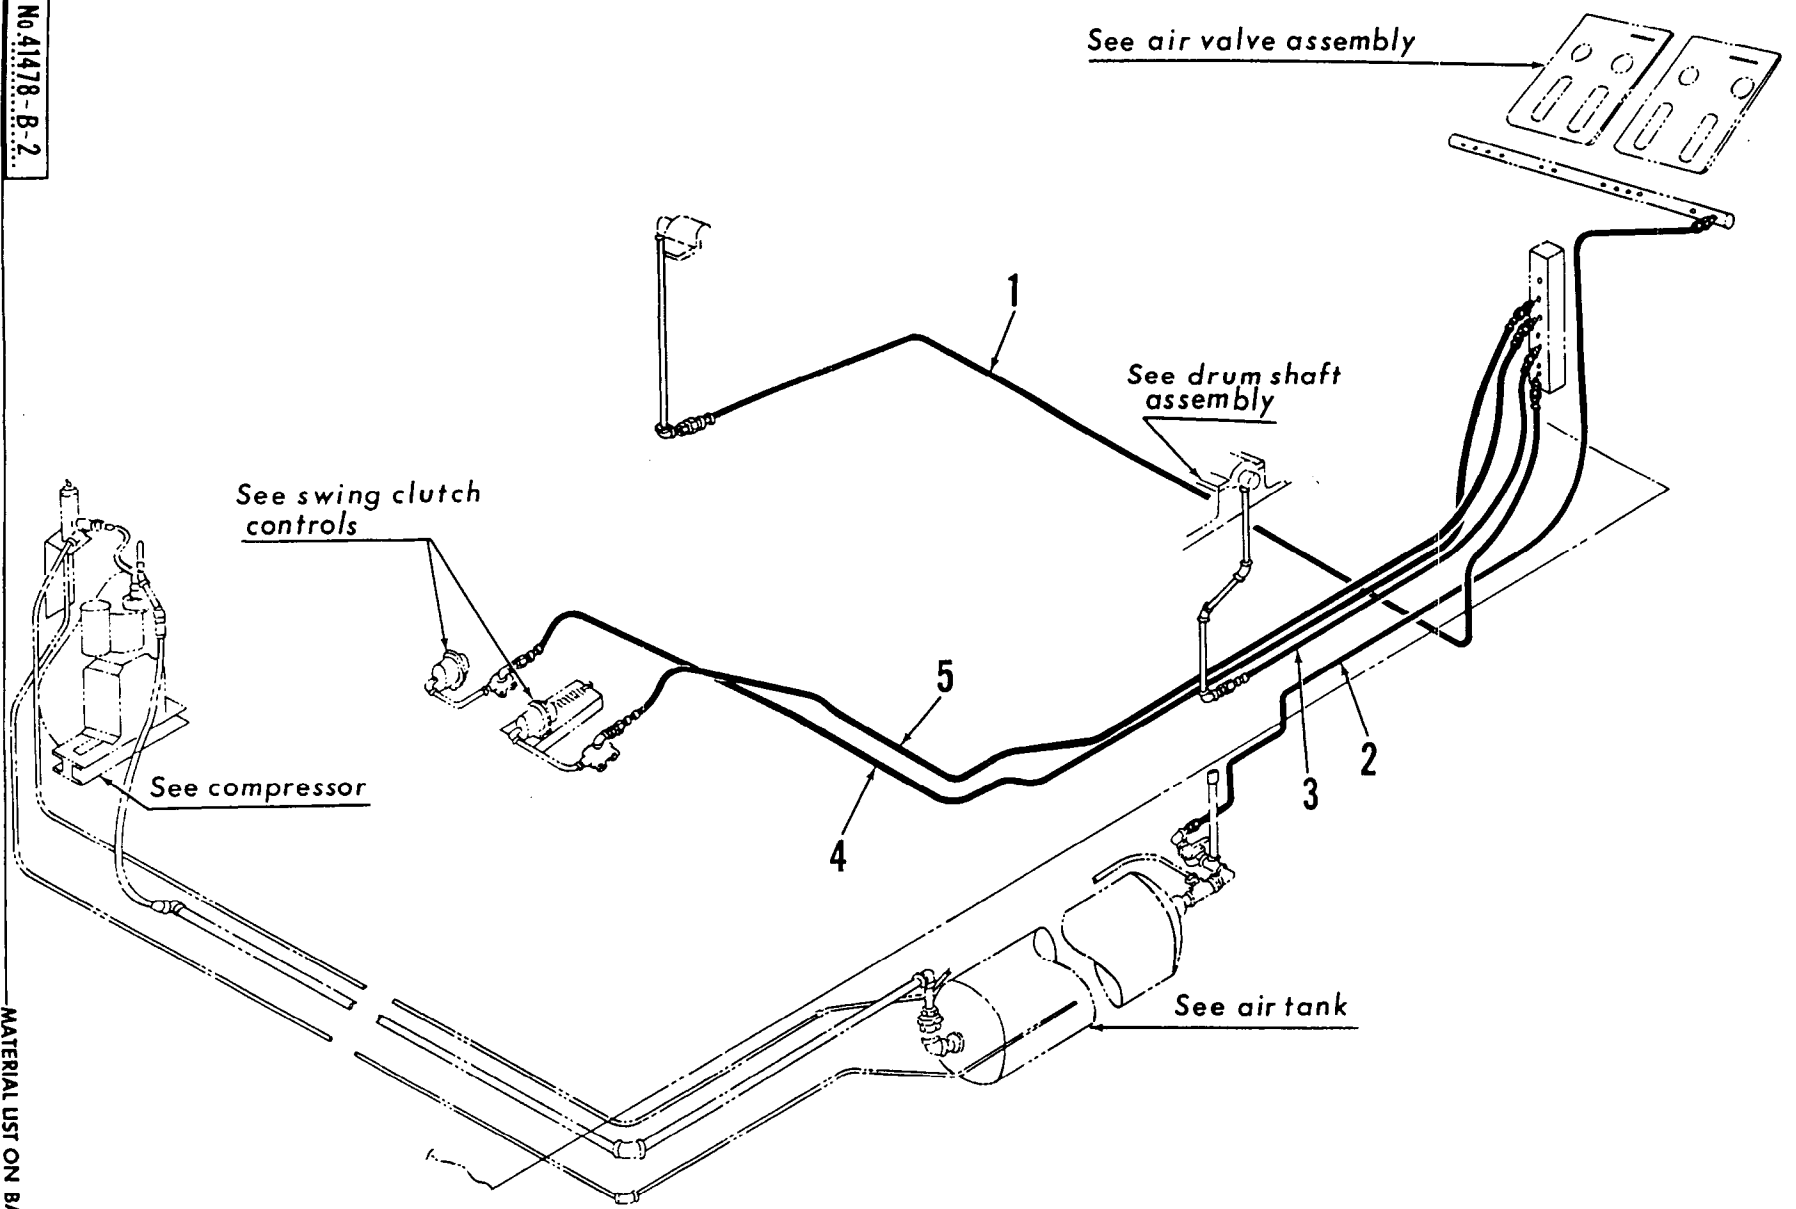 No.41478-B-2
See air valve assembly
1
See drum shaft
assembly
See swing clutch
controls
5
2
3
See compressor
4
See air tank
MATERIAL LIST ON